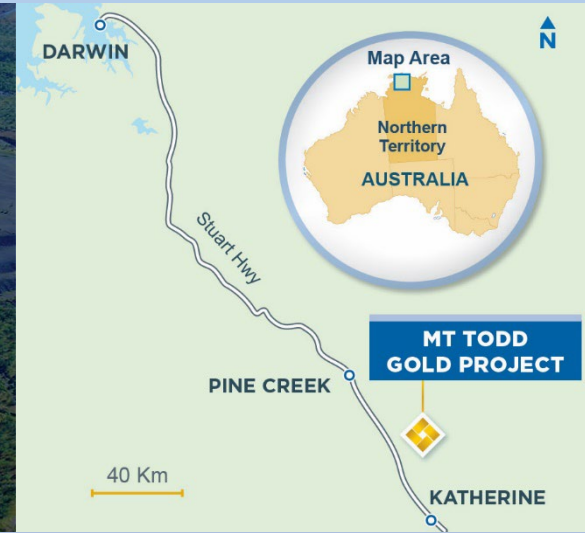 DARWIN
N
Map Area
Northern
Territory
AUSTRALIA
Stuart Hwy
MT TODD
GOLD PROJECT
PINE CREEK
40 Km
KATHERINE